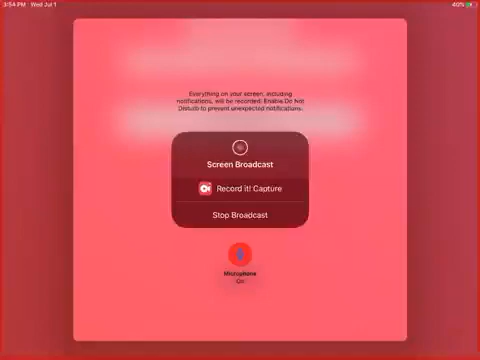 3:54 PM Wed Jul 1
40%
Everything on your screen, including
notifications, will be recorded. Enable Do Not
Disturb to prevent unexpected notifications.
Screen Broadcast
Record it! Capture
Stop Broadcast
Microphone
On